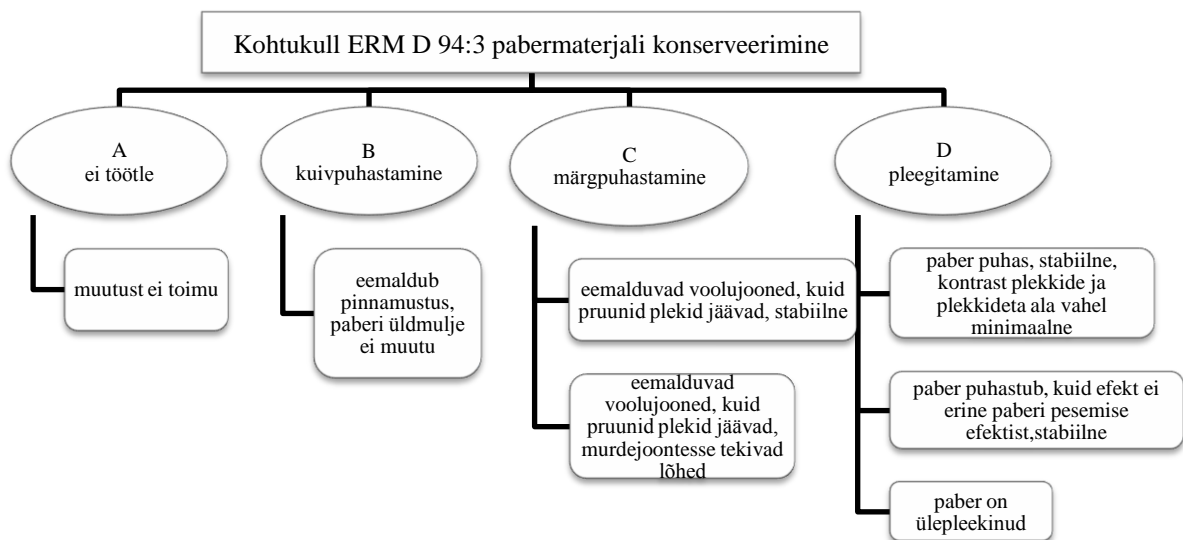 Kohtukull ERM D 94:3 pabermaterjali konserveerimine
A
ei töötle
B
kuivpuhastamine
C
märgpuhastamine
D
pleegitamine
muutust ei toimu
eemaldub
pinnamustus,
paberi üldmulje
ei muutu
eemalduvad voolujooned, kuid
pruunid plekid jäävad, stabiilne
eemalduvad
voolujooned, kuid
pruunid plekid jäävad,
murdejoontesse tekivad
lõhed
paber puhas, stabiilne,
kontrast plekkide ja
plekkideta ala vahel
minimaalne
paber puhastub, kuid efekt ei
erine paberi pesemise
efektist,stabiilne
paber on
ülepleekinud